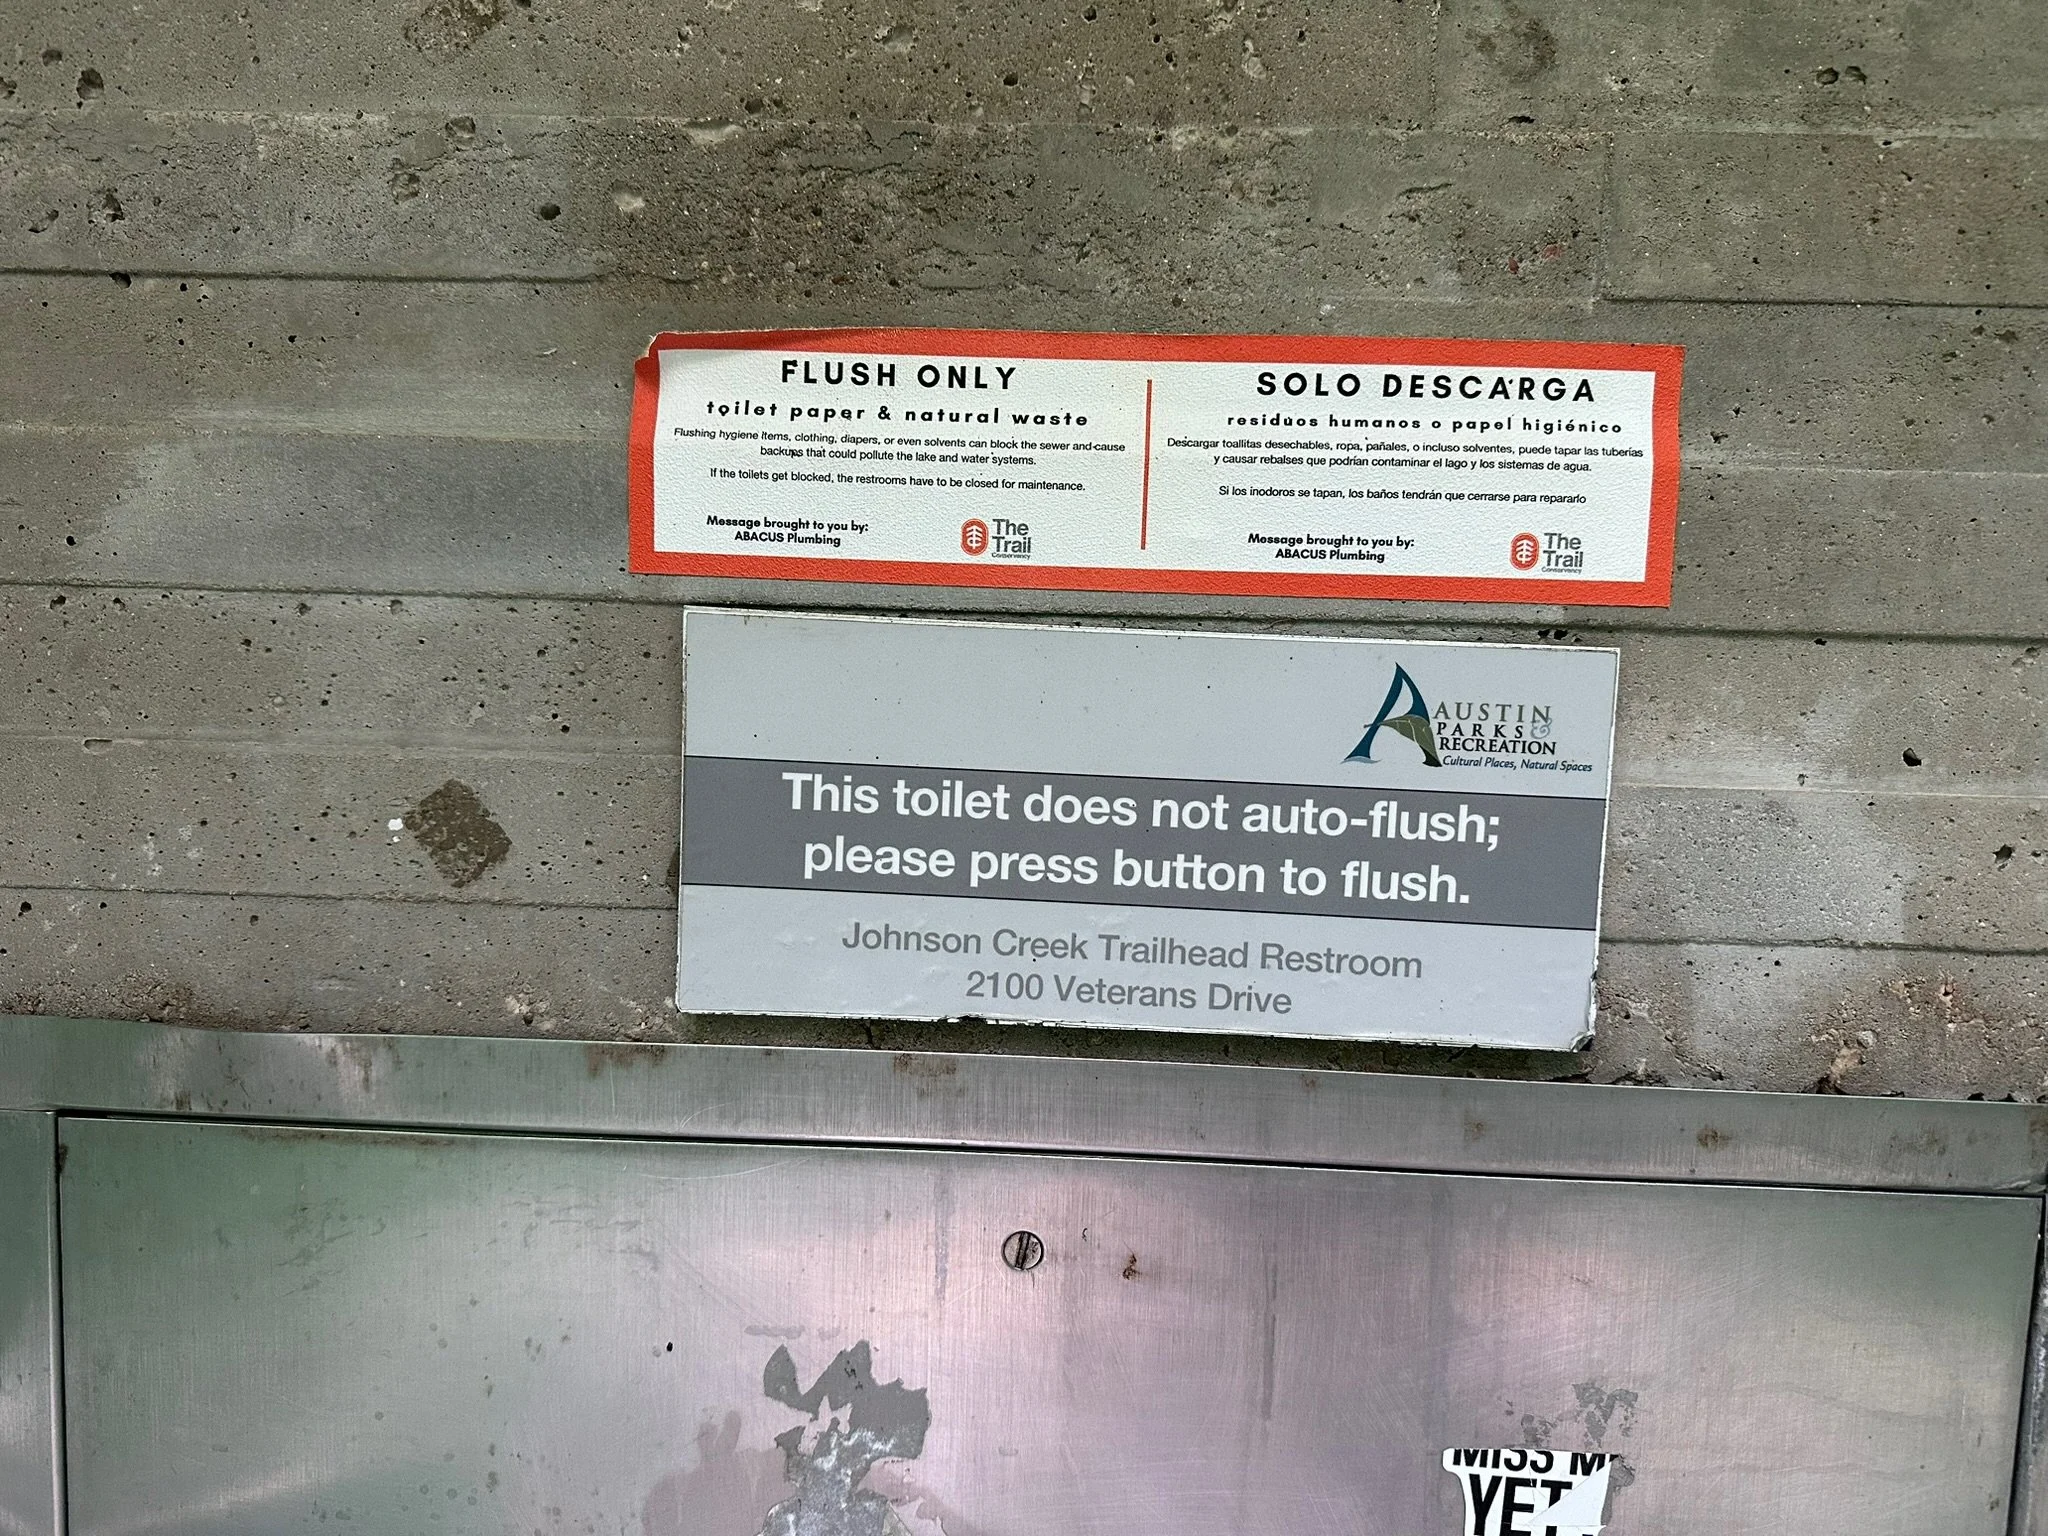 FLUSH ONLY
toilet paper & natural waste
Flushing hygiene items, clothing, diapers, or even solvents can block the sewer and cause
backups that could pollute the lake and water systems.
If the toilets get blocked, the restrooms have to be closed for maintenance.
Message brought to you by:
ABACUS Plumbing
The
Trail
Conservancy
SOLO DESCARGA
residuos humanos o papel higiénico
Descargar toallitas desechables, ropa, pañales, o incluso solventes, puede tapar las tuberías
y causar rebalses que podrían contaminar el lago y los sistemas de agua.
Si los inodoros se tapan, los baños tendrán que cerrarse para repararlo
Message brought to you by:
ABACUS Plumbing
The
Trail
Conservancy
AUSTIN
PARKS &
RECREATION
Cultural Places, Natural Spaces
This toilet does not auto-flush;
please press button to flush.
Johnson Creek Trailhead Restroom
2100 Veterans Drive
MISS
YET